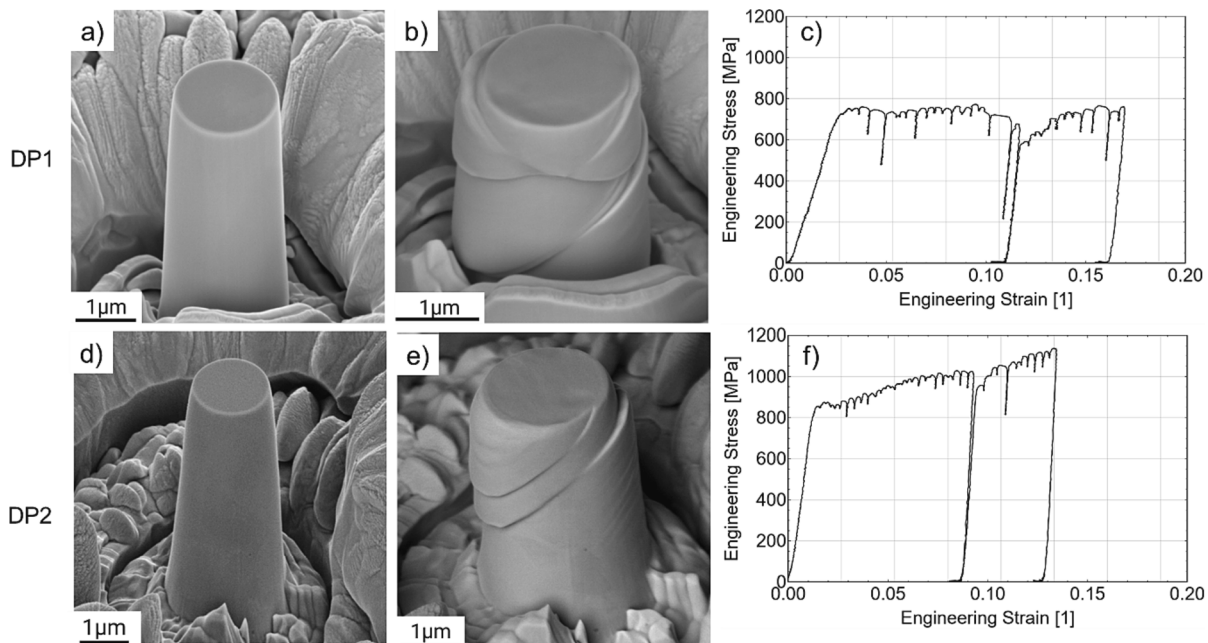 DP1
a)
1μm
b)
1μm
c)
Engineering Stress [MPa]
1200
1000
800
600
400
200
0
0.00 0.05 0.10 0.15 0.20
Engineering Strain [1]
DP2
d)
1μm
e)
1μm
f)
Engineering Stress [MPa]
1200
1000
800
600
400
200
0
0.00 0.05 0.10 0.15 0.20
Engineering Strain [1]